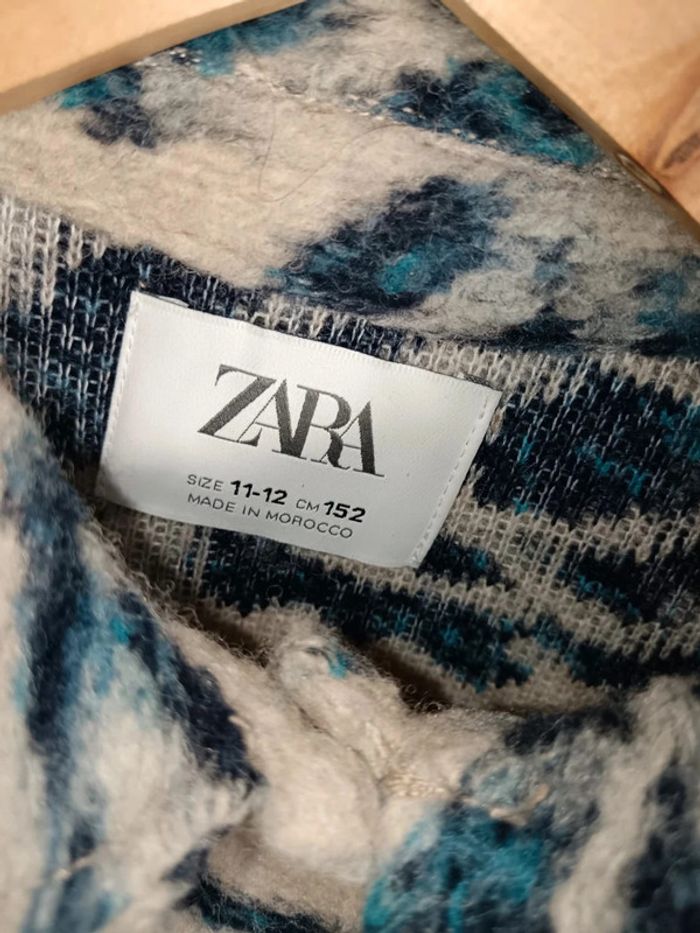 ZARA
SIZE 11-12 CM 152
MADE IN MOROCCO